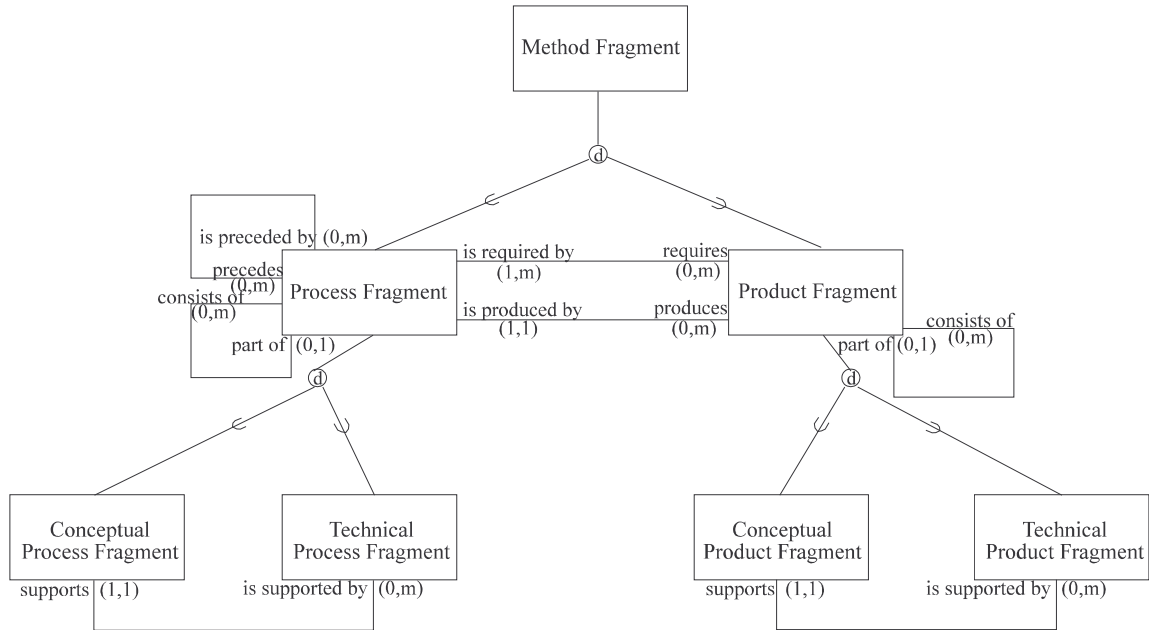 Method Fragment
d
is preceded by (0,m)
is required by
requires
(1,m)
(0,m)
precedes
(0,m)
consists of
(0,m)
Process Fragment
Product Fragment
is produced by
produces
(1,1)
(0,m)
consists of
(0,m)
part of (0,1)
part of (0,1)
d
d
Conceptual
Process Fragment
Technical
Process Fragment
Conceptual
Product Fragment
Technical
Product Fragment
supports (1,1)
is supported by (0,m)
supports (1,1)
is supported by (0,m)